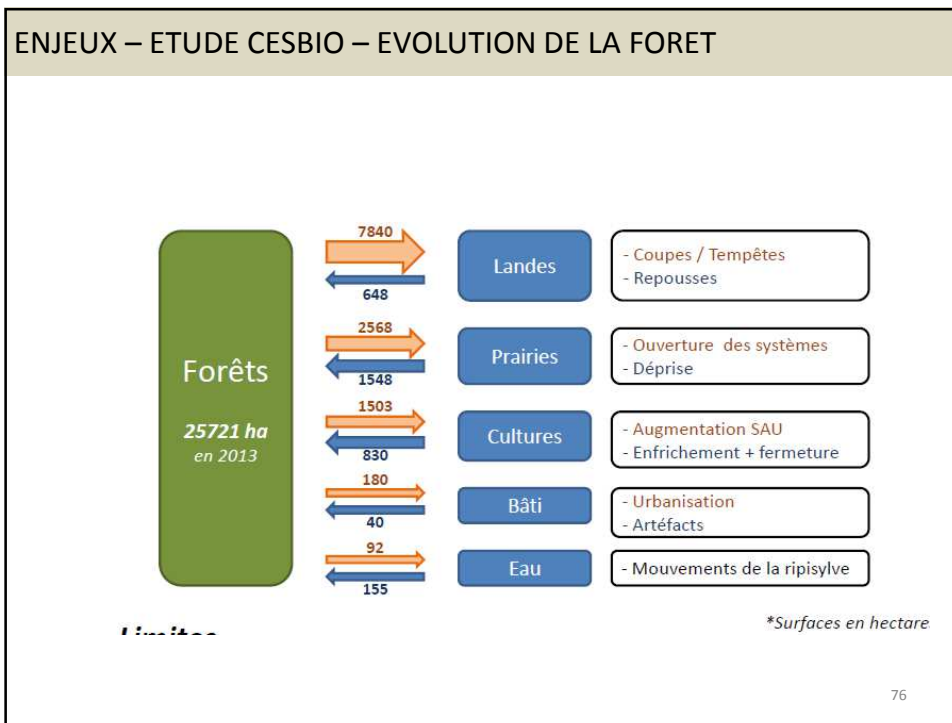 ENJEUX – ETUDE CESBIO – EVOLUTION DE LA FORET
Forêts
25721 ha
en 2013
7840
648
Landes
- Coupes / Tempêtes
- Repousses
2568
1548
Prairies
- Ouverture des systèmes
- Déprise
1503
830
Cultures
- Augmentation SAU
- Enfrichement + fermeture
180
40
Bâti
- Urbanisation
- Artéfacts
92
155
Eau
- Mouvements de la ripisylve
*Surfaces en hectare
76